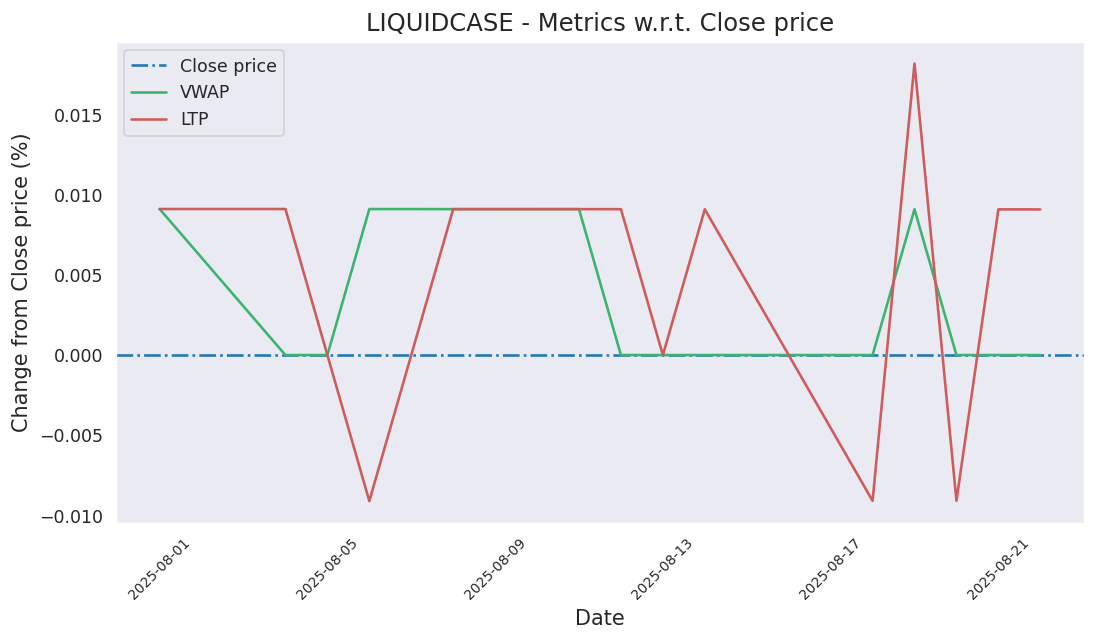 LIQUIDCASE - Metrics w.r.t. Close price
Close price
VWAP
LTP
Change from Close price (%)
0.015
0.010
0.005
0.000
−0.005
−0.010
2025-08-01
2025-08-05
2025-08-09
2025-08-13
2025-08-17
2025-08-21
Date